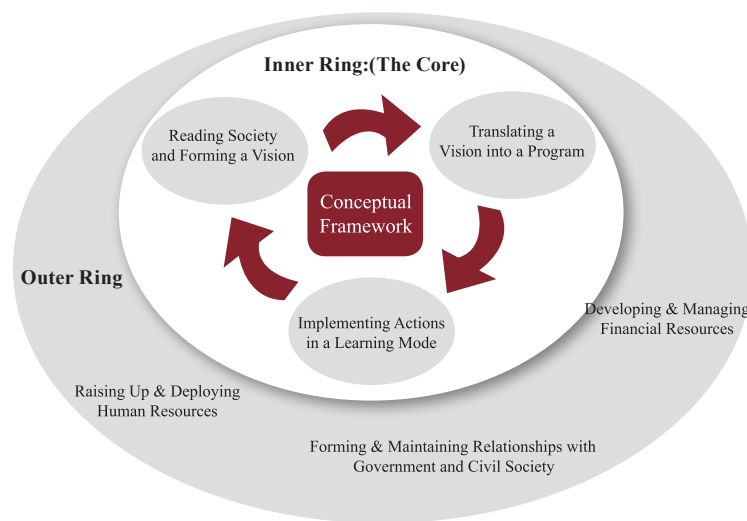 Inner Ring:(The Core)
Reading Society
and Forming a Vision
Translating a
Vision into a Program
Conceptual
Framework
Implementing Actions
in a Learning Mode
Outer Ring
Developing & Managing
Financial Resources
Raising Up & Deploying
Human Resources
Forming & Maintaining Relationships with
Government and Civil Society